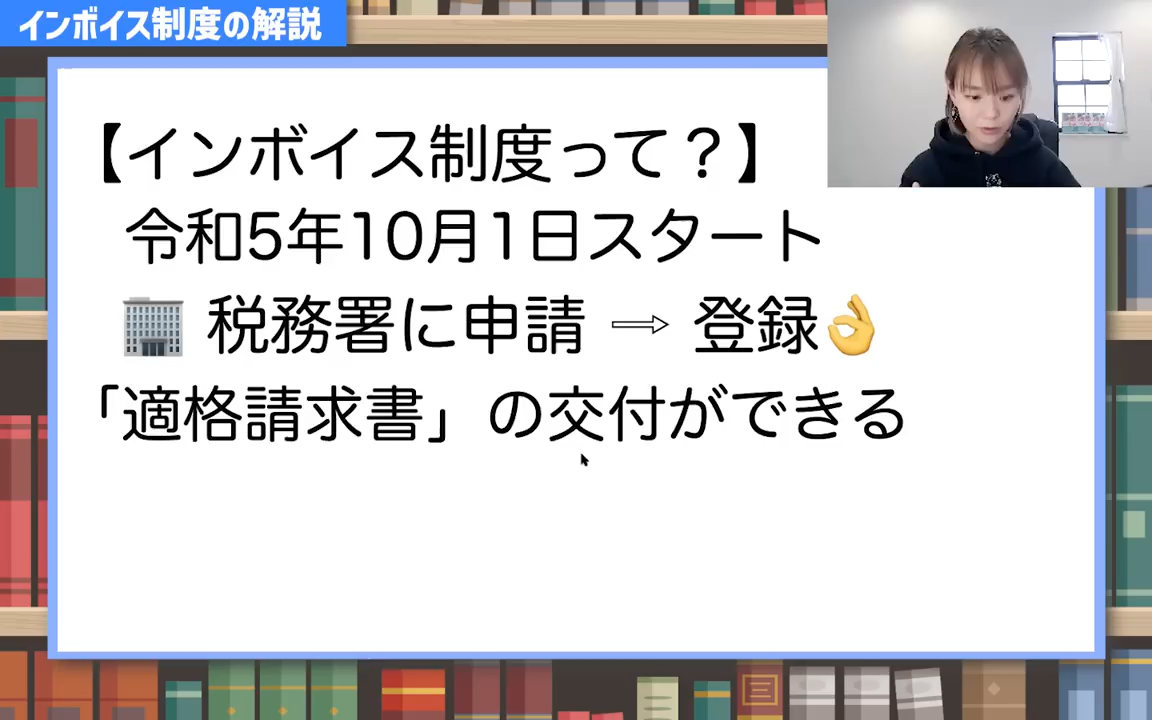 インボイス制度の解説
【インボイス制度って？】
令和5年10月1日スタート
🏢 税務署に申請 ⇨ 登録👌
「適格請求書」の交付ができる